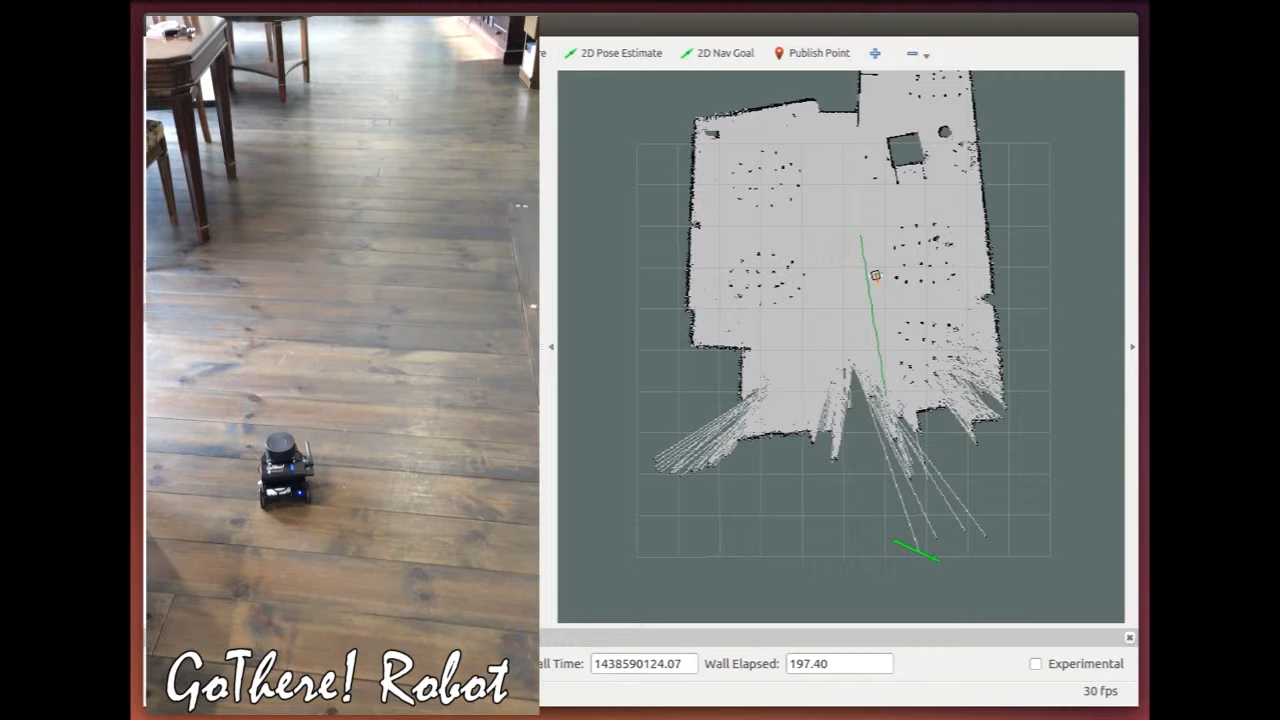 2D Pose Estimate 2D Nav Goal Publish Point
Time: 1438590124.07 Wall Elapsed: 197.40 Experimental
30 fps
GoThere! Robot